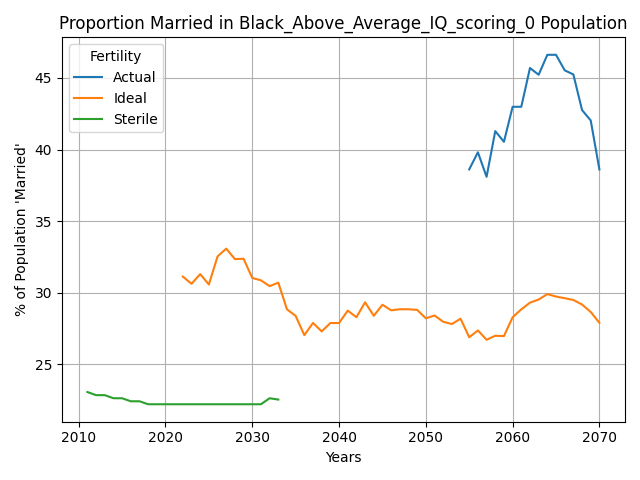 Proportion Married in Black_Above_Average_IQ_scoring_0 Population
Fertility
Actual
Ideal
Sterile
% of Population 'Married'
45
40
35
30
25
2010 2020 2030 2040 2050 2060 2070
Years